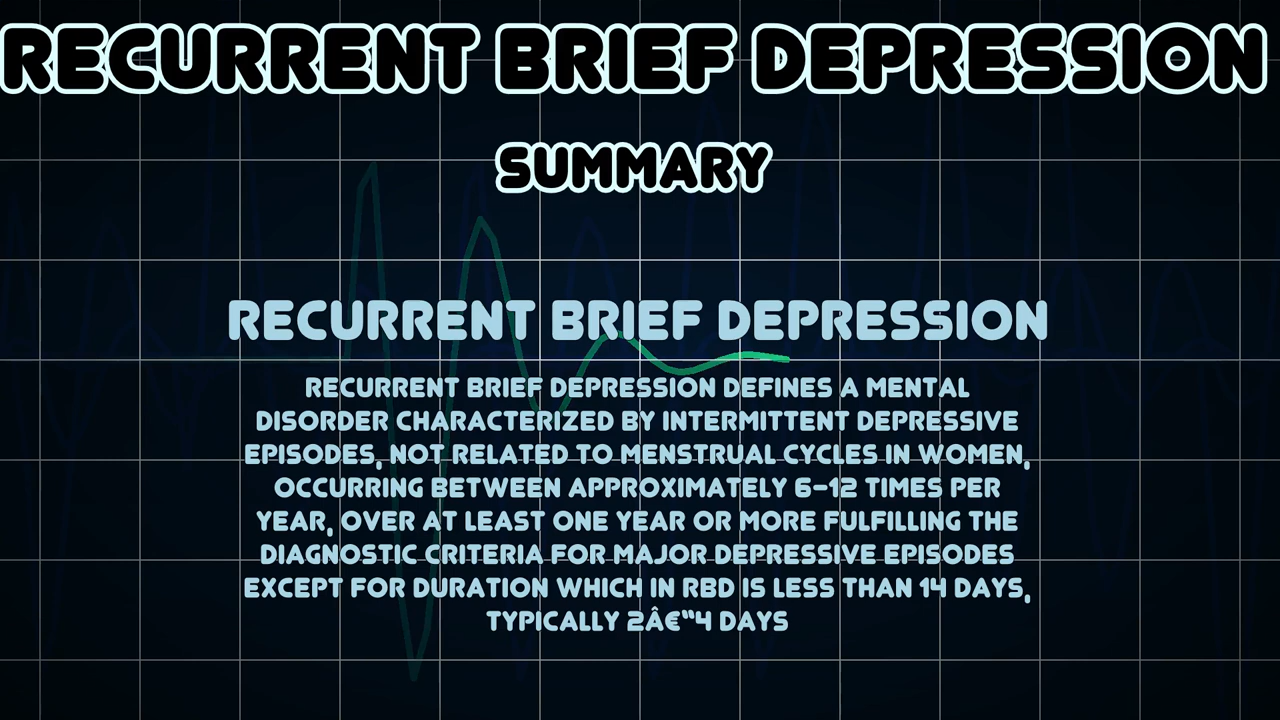 RECURRENT BRIEF DEPRESSION
SUMMARY
RECURRENT BRIEF DEPRESSION
RECURRENT BRIEF DEPRESSION DEFINES A MENTAL
DISORDER CHARACTERIZED BY INTERMITTENT DEPRESSIVE
EPISODES, NOT RELATED TO MENSTRUAL CYCLES IN WOMEN,
OCCURRING BETWEEN APPROXIMATELY 6-12 TIMES PER
YEAR, OVER AT LEAST ONE YEAR OR MORE FULFILLING THE
DIAGNOSTIC CRITERIA FOR MAJOR DEPRESSIVE EPISODES
EXCEPT FOR DURATION WHICH IN RBD IS LESS THAN 14 DAYS,
TYPICALLY 2Â€“4 DAYS